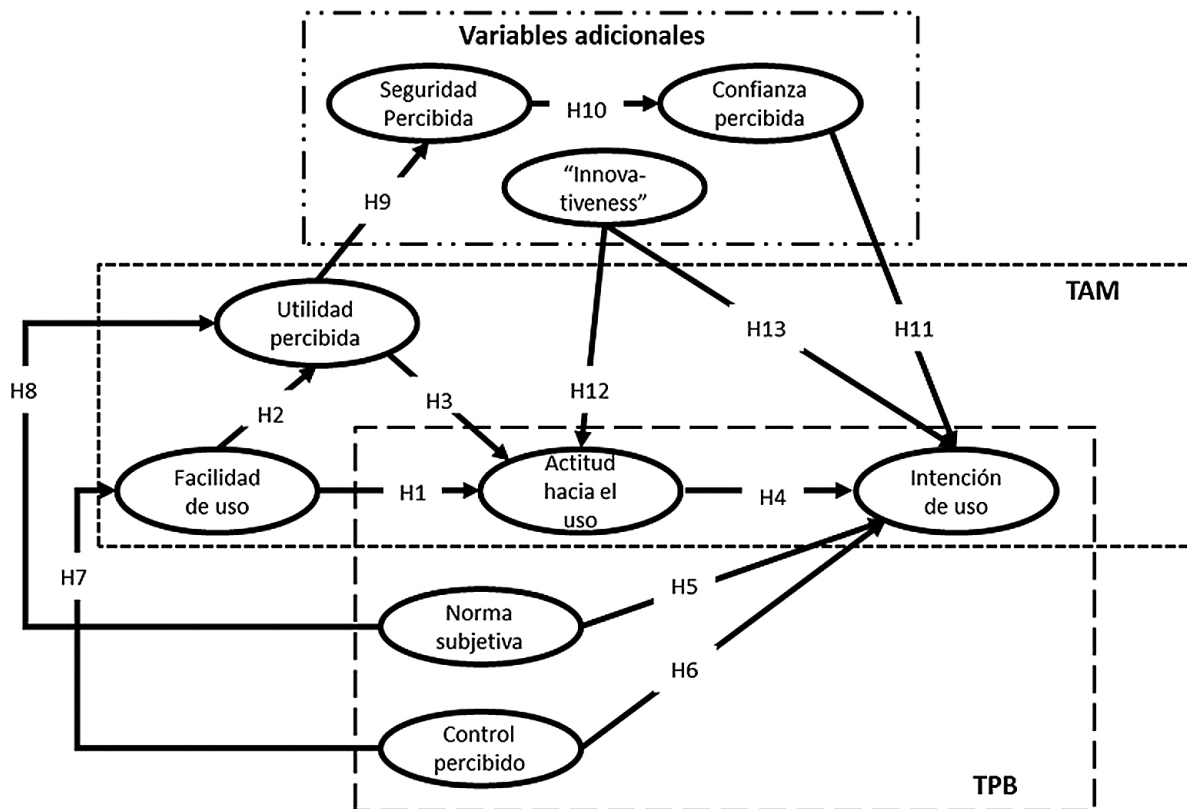 Variables adicionales
Seguridad
Percibida
H10
Confianza
percibida
“Innova-
tiveness”
H9
TAM
Utilidad
percibida
H13
H11
H8
H2
H3
H12
Facilidad
de uso
H1
Actitud
hacia el
uso
H4
Intención
de uso
H7
H5
Norma
subjetiva
H6
Control
percibido
TPB